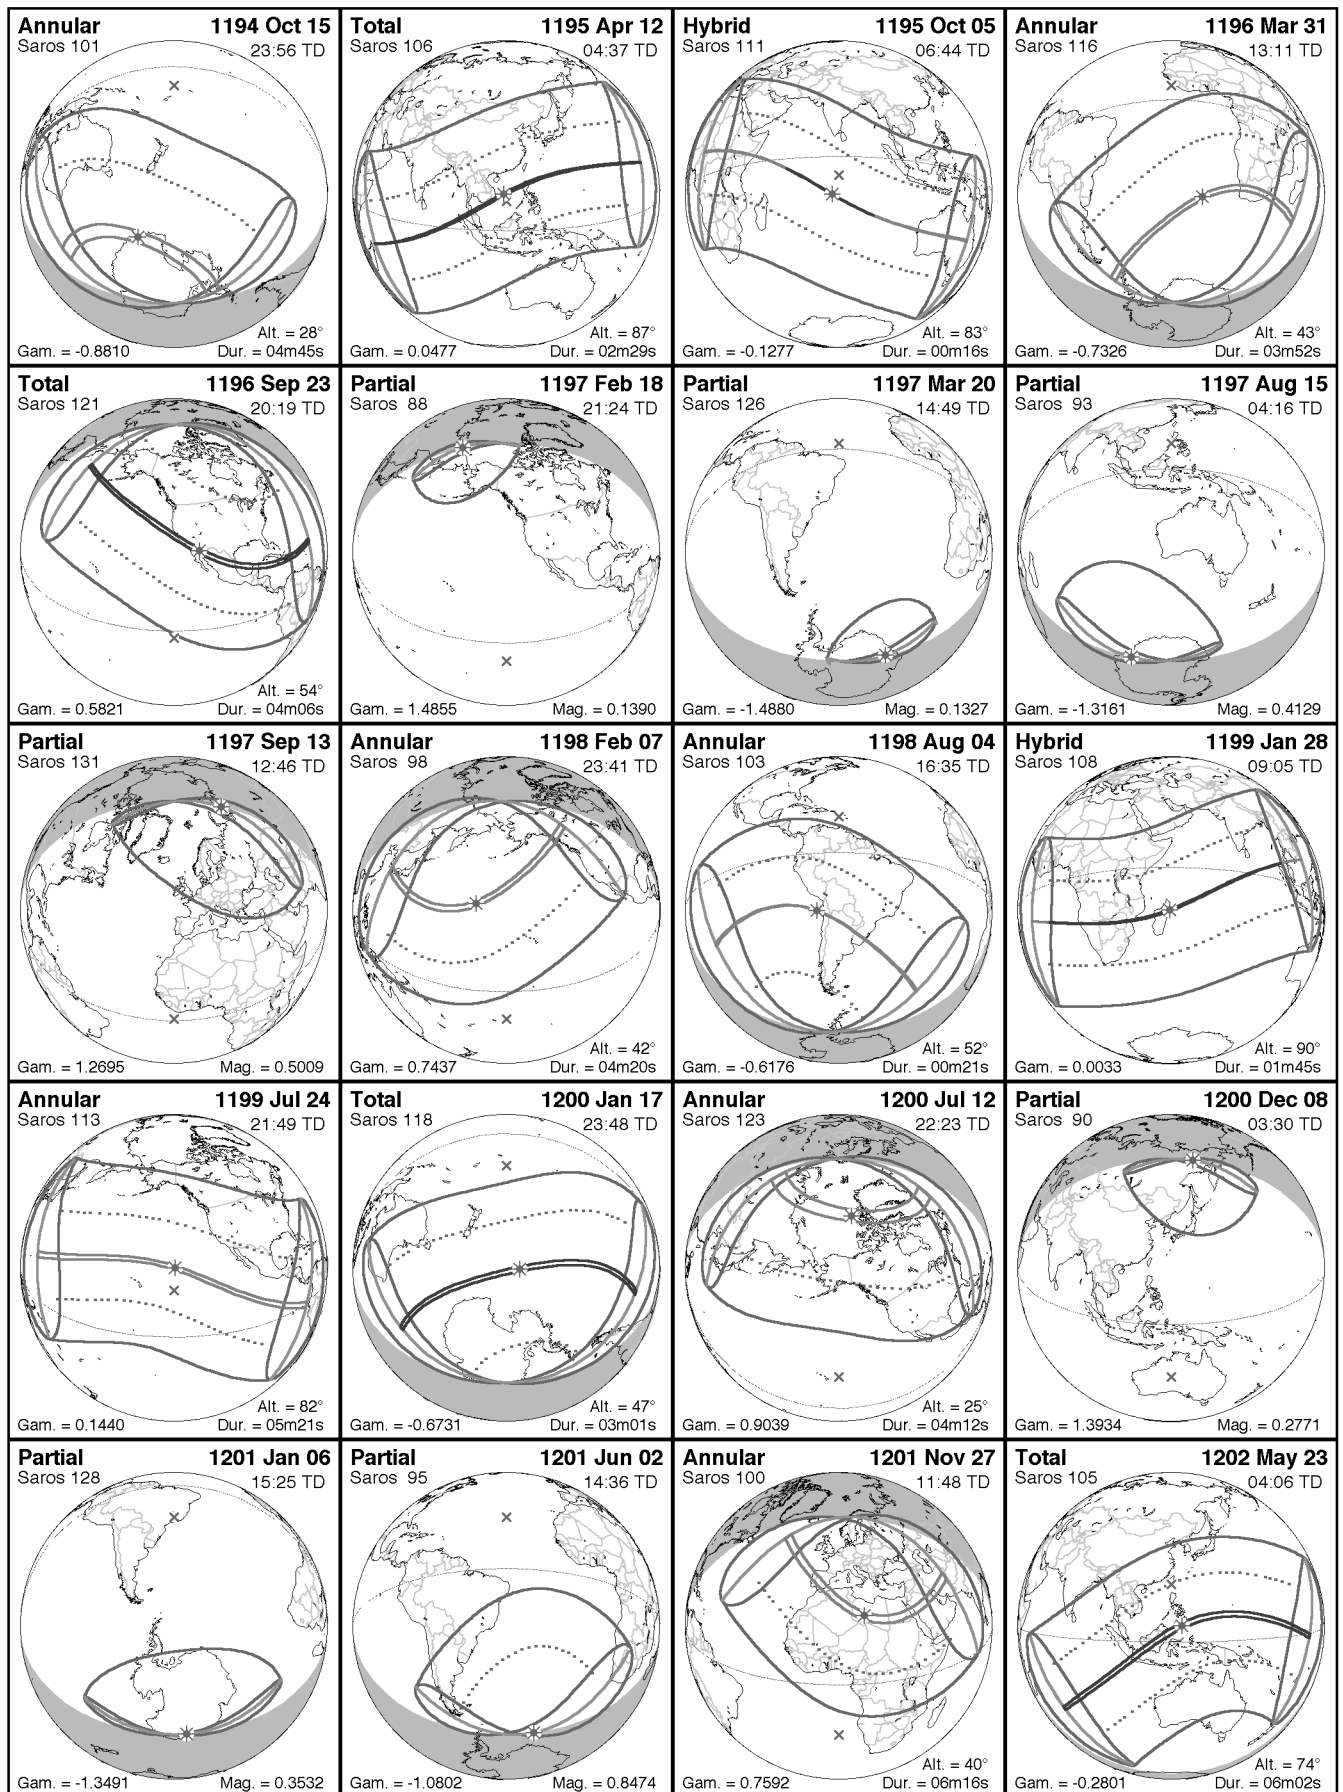 Annular 1194 Oct 15
Saros 101 23:56 TD
Alt. = 28°
Gam. = -0.8810 Dur. = 04m45s
Total 1195 Apr 12
Saros 106 04:37 TD
Alt. = 87°
Gam. = 0.0477 Dur. = 02m29s
Hybrid 1195 Oct 05
Saros 111 06:44 TD
Alt. = 83°
Gam. = -0.1277 Dur. = 00m16s
Annular 1196 Mar 31
Saros 116 13:11 TD
Alt. = 43°
Gam. = -0.7326 Dur. = 03m52s
Total 1196 Sep 23
Saros 121 20:19 TD
Alt. = 54°
Gam. = 0.5821 Dur. = 04m06s
Partial 1197 Feb 18
Saros 88 21:24 TD
Gam. = 1.4855 Mag. = 0.1390
Partial 1197 Mar 20
Saros 126 14:49 TD
Gam. = -1.4880 Mag. = 0.1327
Partial 1197 Aug 15
Saros 93 04:16 TD
Gam. = -1.3161 Mag. = 0.4129
Partial 1197 Sep 13
Saros 131 12:46 TD
Gam. = 1.2695 Mag. = 0.5009
Annular 1198 Feb 07
Saros 98 23:41 TD
Alt. = 42°
Gam. = 0.7437 Dur. = 04m20s
Annular 1198 Aug 04
Saros 103 16:35 TD
Alt. = 52°
Gam. = -0.6176 Dur. = 00m21s
Hybrid 1199 Jan 28
Saros 108 09:05 TD
Alt. = 90°
Gam. = 0.0033 Dur. = 01m45s
Annular 1199 Jul 24
Saros 113 21:49 TD
Alt. = 82°
Gam. = 0.1440 Dur. = 05m21s
Total 1200 Jan 17
Saros 118 23:48 TD
Alt. = 47°
Gam. = -0.6731 Dur. = 03m01s
Annular 1200 Jul 12
Saros 123 22:23 TD
Alt. = 25°
Gam. = 0.9039 Dur. = 04m12s
Partial 1200 Dec 08
Saros 90 03:30 TD
Gam. = 1.3934 Mag. = 0.2771
Partial 1201 Jan 06
Saros 128 15:25 TD
Gam. = -1.3491 Mag. = 0.3532
Partial 1201 Jun 02
Saros 95 14:36 TD
Gam. = -1.0802 Mag. = 0.8474
Annular 1201 Nov 27
Saros 100 11:48 TD
Alt. = 40°
Gam. = 0.7592 Dur. = 06m16s
Total 1202 May 23
Saros 105 04:06 TD
Alt. = 74°
Gam. = -0.2801 Dur. = 06m02s